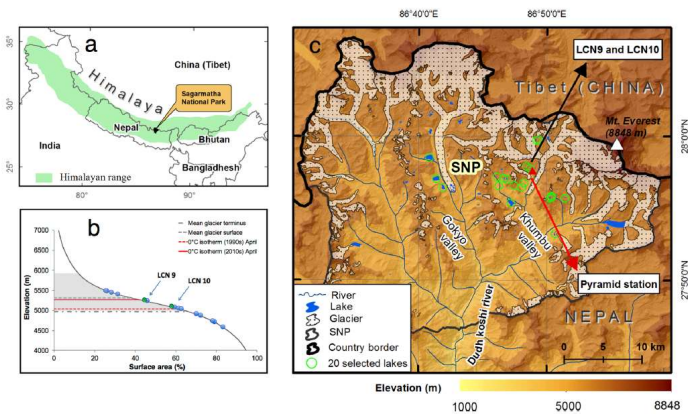 a
35°
30°
25°
80°
90°
Himalaya
China (Tibet)
Sagarmatha
National Park
Nepal
Bhutan
India
Bangladesh
Himalayan range
b
Mean glacier terminus
Mean glacier surface
0°C isotherm (1990s) April
0°C isotherm (2010s) April
LCN 9
LCN 10
Elevation (m)
7000
6500
6000
5500
5000
4500
4000
0
20
40
60
80
100
Surface area (%)
86°40'0"E
86°50'0"E
c
LCN9 and LCN10
Tibet (CHINA)
Mt. Everest
(8848 m)
28°0'0"N
SNP
Gokyo
valley
Khumbu
valley
27°50'0"N
Pyramid station
Dudh koshi river
NEPAL
River
Lake
Glacier
SNP
Country border
20 selected lakes
0
5
10 km
Elevation (m)
1000
5000
8848